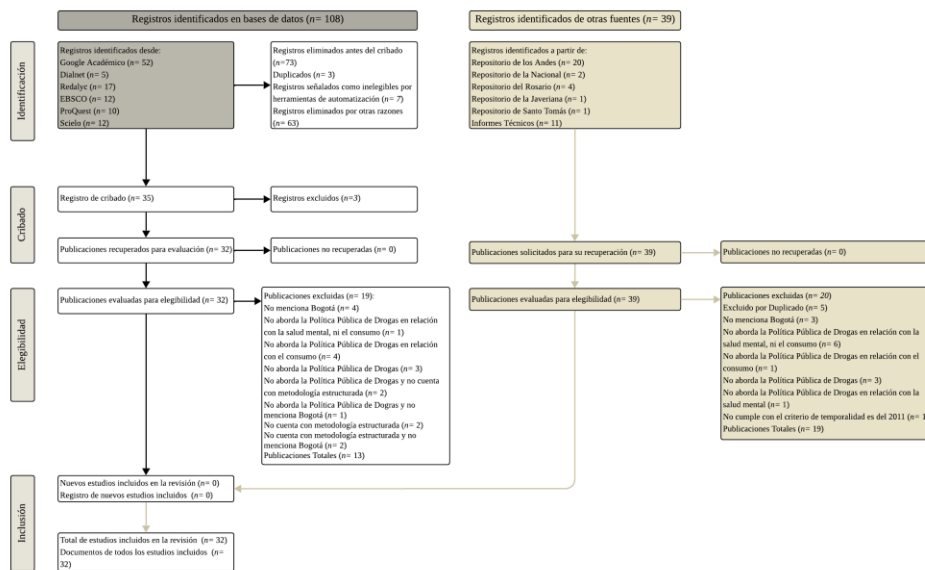 Registros identificados en bases de datos (n= 108)
Registros identificados de otras fuentes (n= 39)
Identificación
Registros identificados desde:
Google Académico (n= 52)
Dialnet (n= 5)
Redalyc (n= 17)
EBSCO (n= 12)
ProQuest (n= 10)
Scielo (n= 12)
Registros eliminados antes del cribado
(n=73)
Duplicados (n= 3)
Registros señalados como inelegibles por
herramientas de automatización (n= 7)
Registros eliminados por otras razones
(n= 63)
Registros identificados a partir de:
Repositorio de los Andes (n= 20)
Repositorio de la Nacional (n= 2)
Repositorio del Rosario (n= 4)
Repositorio de la Javeriana (n= 1)
Repositorio de Santo Tomás (n= 1)
Informes Técnicos (n= 11)
Cribado
Registro de cribado (n= 35)
Registros excluidos (n=3)
Publicaciones recuperados para evaluación (n= 32)
Publicaciones no recuperadas (n= 0)
Publicaciones solicitados para su recuperación (n= 39)
Publicaciones no recuperadas (n= 0)
Elegibilidad
Publicaciones evaluadas para elegibilidad (n= 32)
Publicaciones excluidas (n= 19):
No menciona Bogotá (n= 4)
No aborda la Política Pública de Drogas en relación
con la salud mental, ni el consumo (n= 1)
No aborda la Política Pública de Drogas en relación
con el consumo (n= 4)
No aborda la Política Pública de Drogas (n= 3)
No aborda la Política Pública de Drogas y no cuenta
con metodología estructurada (n= 2)
No aborda la Política Pública de Dogras y no
menciona Bogotá (n= 1)
No cuenta con metodología estructurada (n= 2)
No cuenta con metodología estructurada y no
menciona Bogotá (n= 2)
Publicaciones Totales (n= 13)
Publicaciones evaluadas para elegibilidad (n= 39)
Publicaciones excluidas (n= 20)
Excluido por Duplicado (n= 5)
No menciona Bogotá (n= 3)
No aborda la Política Pública de Drogas en relación con la
salud mental, ni el consumo (n= 6)
No aborda la Política Pública de Drogas en relación con el
consumo (n= 1)
No aborda la Política Pública de Drogas (n= 3)
No aborda la Política Pública de Drogas en relación con la
salud mental (n= 1)
No cumple con el criterio de temporalidad es del 2011 (n= 1
Publicaciones Totales (n= 19)
Inclusión
Nuevos estudios incluidos en la revisión (n= 0)
Registro de nuevos estudios incluidos (n= 0)
Total de estudios incluidos en la revisión (n= 32)
Documentos de todos los estudios incluidos (n=
32)